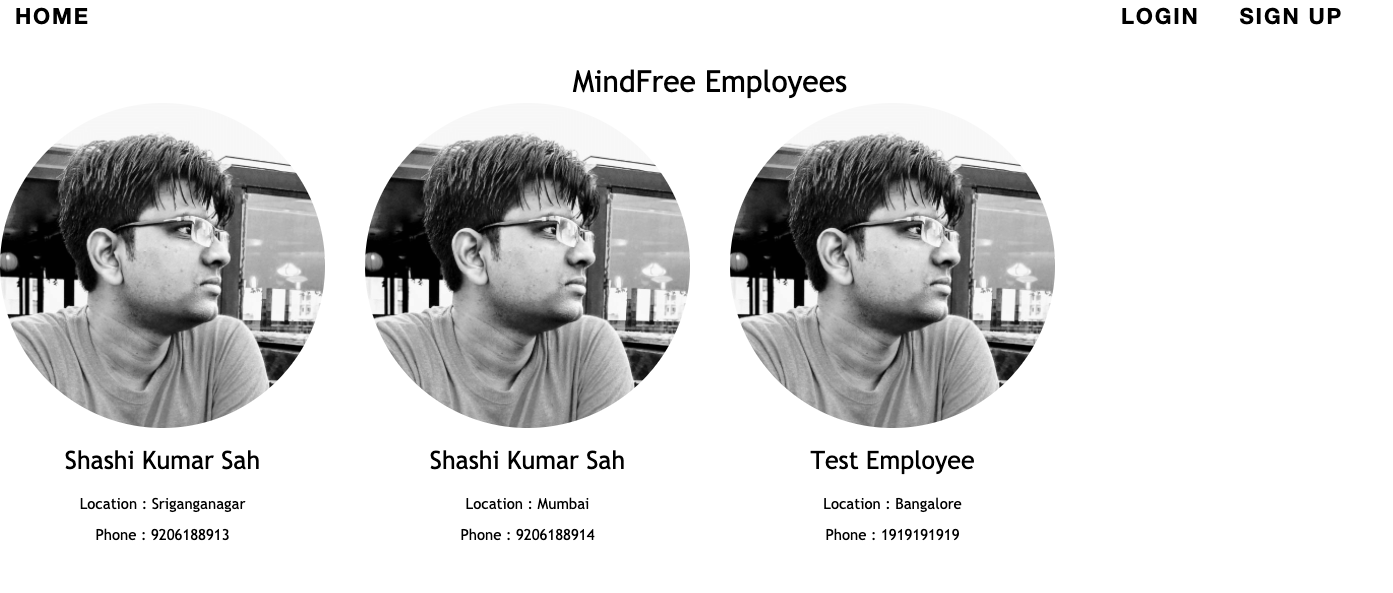 HOME LOGIN SIGN UP
MindFree Employees
Shashi Kumar Sah Shashi Kumar Sah Test Employee
Location : Sriganganagar Location : Mumbai Location : Bangalore
Phone : 9206188913 Phone : 9206188914 Phone : 1919191919